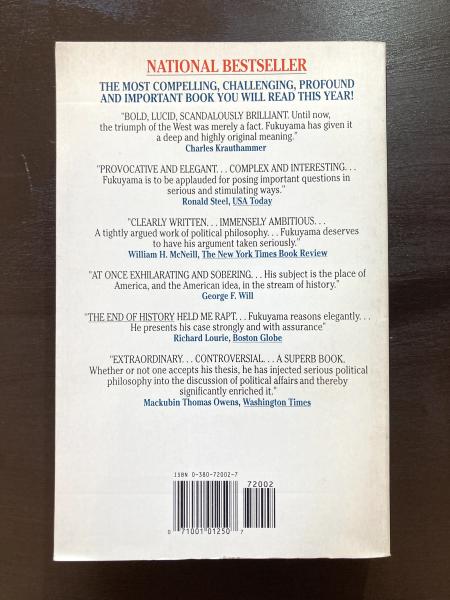 NATIONAL BESTSELLER
THE MOST COMPELLING, CHALLENGING, PROFOUND
AND IMPORTANT BOOK YOU WILL READ THIS YEAR!
"BOLD, LUCID, SCANDALOUSLY BRILLIANT. Until now,
the triumph of the West was merely a fact. Fukuyama has given it
a deep and highly original meaning."
Charles Krauthammer
"PROVOCATIVE AND ELEGANT. . . COMPLEX AND INTERESTING. . .
Fukuyama is to be applauded for posing important questions in
serious and stimulating ways."
Ronald Steel, USA Today
"CLEARLY WRITTEN. . . IMMENSELY AMBITIOUS. . .
A tightly argued work of political philosophy. . . Fukuyama deserves
to have his argument taken seriously."
William H. McNeill, The New York Times Book Review
"AT ONCE EXHILARATING AND SOBERING. . . His subject is the place of
America, and the American idea, in the stream of history."
George F. Will
"THE END OF HISTORY HELD ME RAPT. . . Fukuyama reasons elegantly. . .
He presents his case strongly and with assurance"
Richard Lourie, Boston Globe
"EXTRAORDINARY. . . CONTROVERSIAL. . . A SUPERB BOOK.
Whether or not one accepts his thesis, he has injected serious political
philosophy into the discussion of political affairs and thereby
significantly enriched it."
Mackubin Thomas Owens, Washington Times
ISBN 0-380-72002-7
72002
0 71001 01250 7